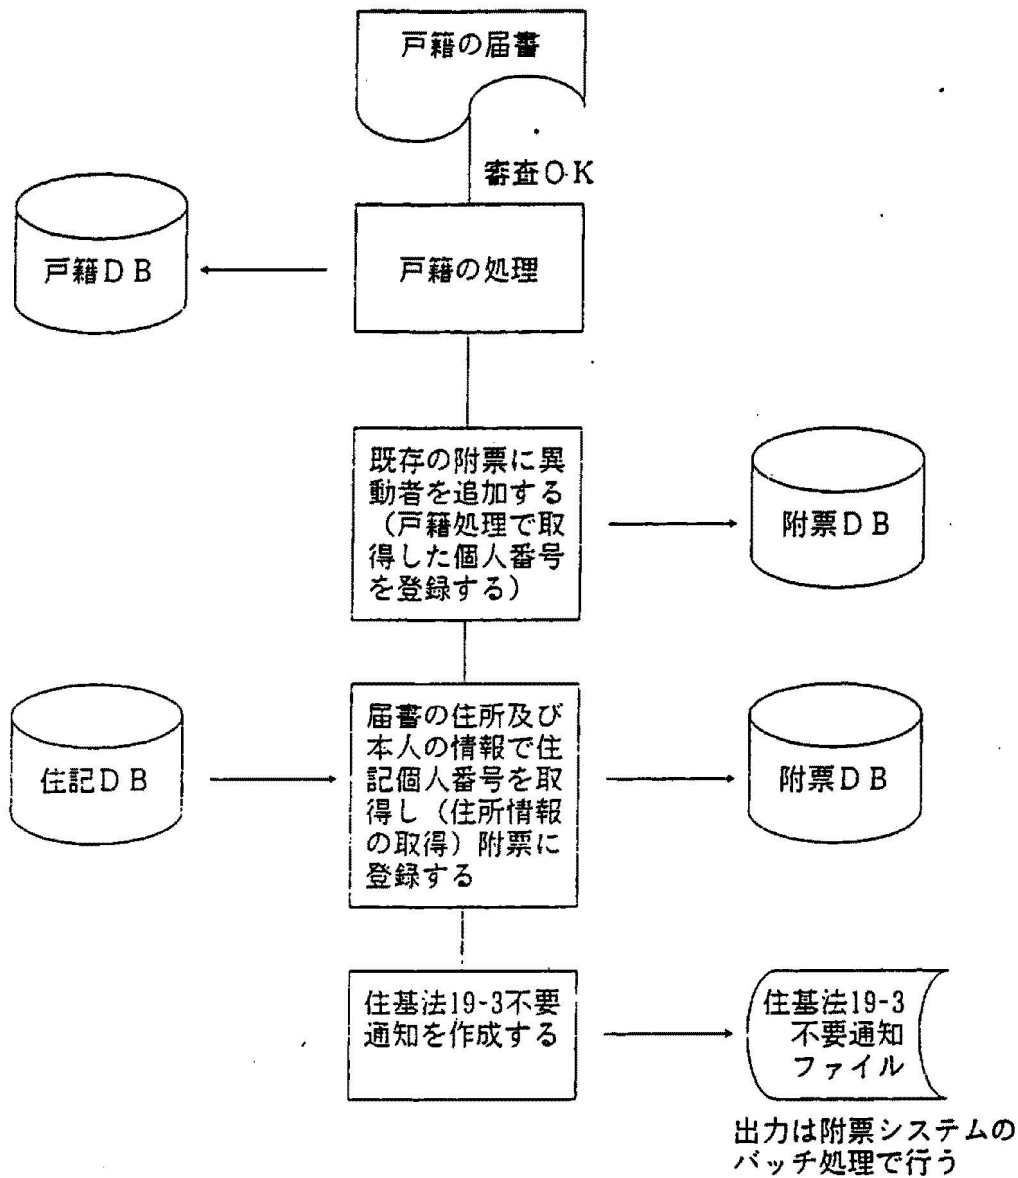 戸籍の届書
審査OK
戸籍DB
戸籍の処理
既存の附票に異
動者を追加する
(戸籍処理で取
得した個人番号
を登録する)
附票DB
住記DB
届書の住所及び
本人の情報で住
記個人番号を取
得し(住所情報
の取得)附票に
登録する
附票DB
住基法19-3不要
通知を作成する
住基法19-3
不要通知
ファイル
出力は附票システムの
バッチ処理で行う